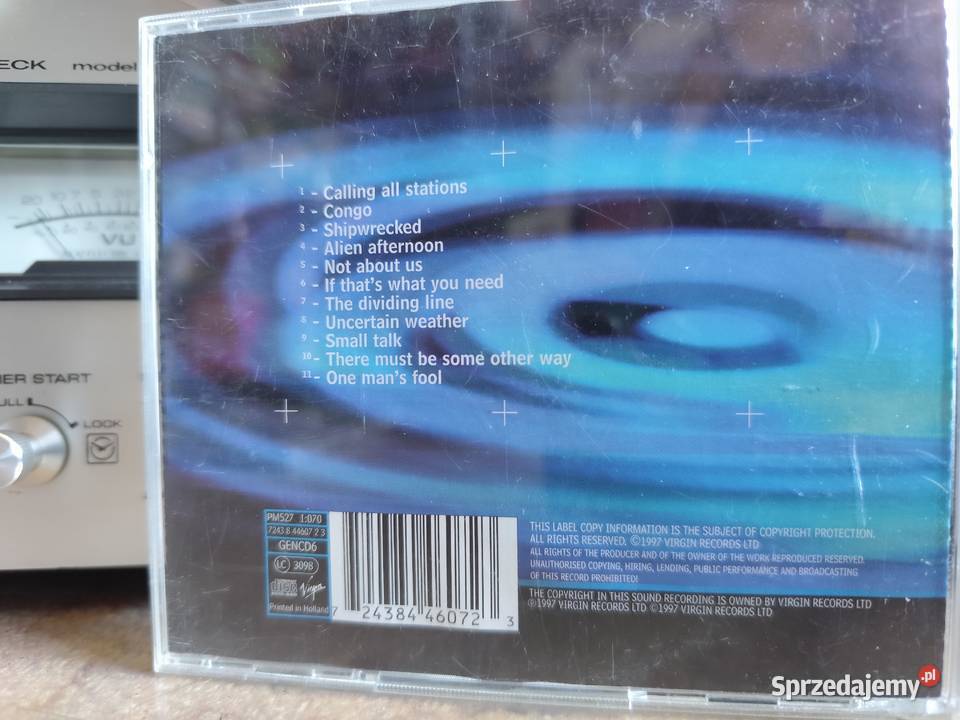 ECK model
VU
ER START
ULL
LOCK
1 - Calling all stations
2 - Congo
3 - Shipwrecked
4 - Alien afternoon
5 - Not about us
6 - If that's what you need
7 - The dividing line
8 - Uncertain weather
9 - Small talk
10 - There must be some other way
11 - One man's fool
PM527 1:070
7243 8 44607 2 3
GENCD6
LC 3098
disc Virgin
Printed in Holland
7 24384 46072 3
THIS LABEL COPY INFORMATION IS THE SUBJECT OF COPYRIGHT PROTECTION.
ALL RIGHTS RESERVED. ©1997 VIRGIN RECORDS LTD
ALL RIGHTS OF THE PRODUCER AND OF THE OWNER OF THE WORK REPRODUCED RESERVED.
UNAUTHORISED COPYING, HIRING, LENDING, PUBLIC PERFORMANCE AND BROADCASTING
OF THIS RECORD PROHIBITED!
THE COPYRIGHT IN THIS SOUND RECORDING IS OWNED BY VIRGIN RECORDS LTD
℗1997 VIRGIN RECORDS LTD ©1997 VIRGIN RECORDS LTD
Sprzedajemy.pl